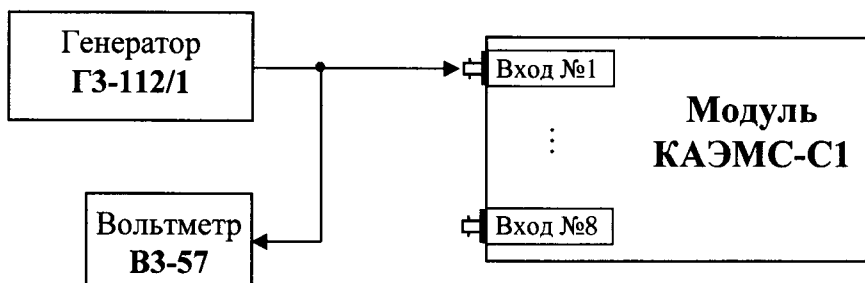 Генератор
Г3-112/1
Вход №1
Модуль
КАЭМС-С1
⋮
Вольтметр
В3-57
Вход №8